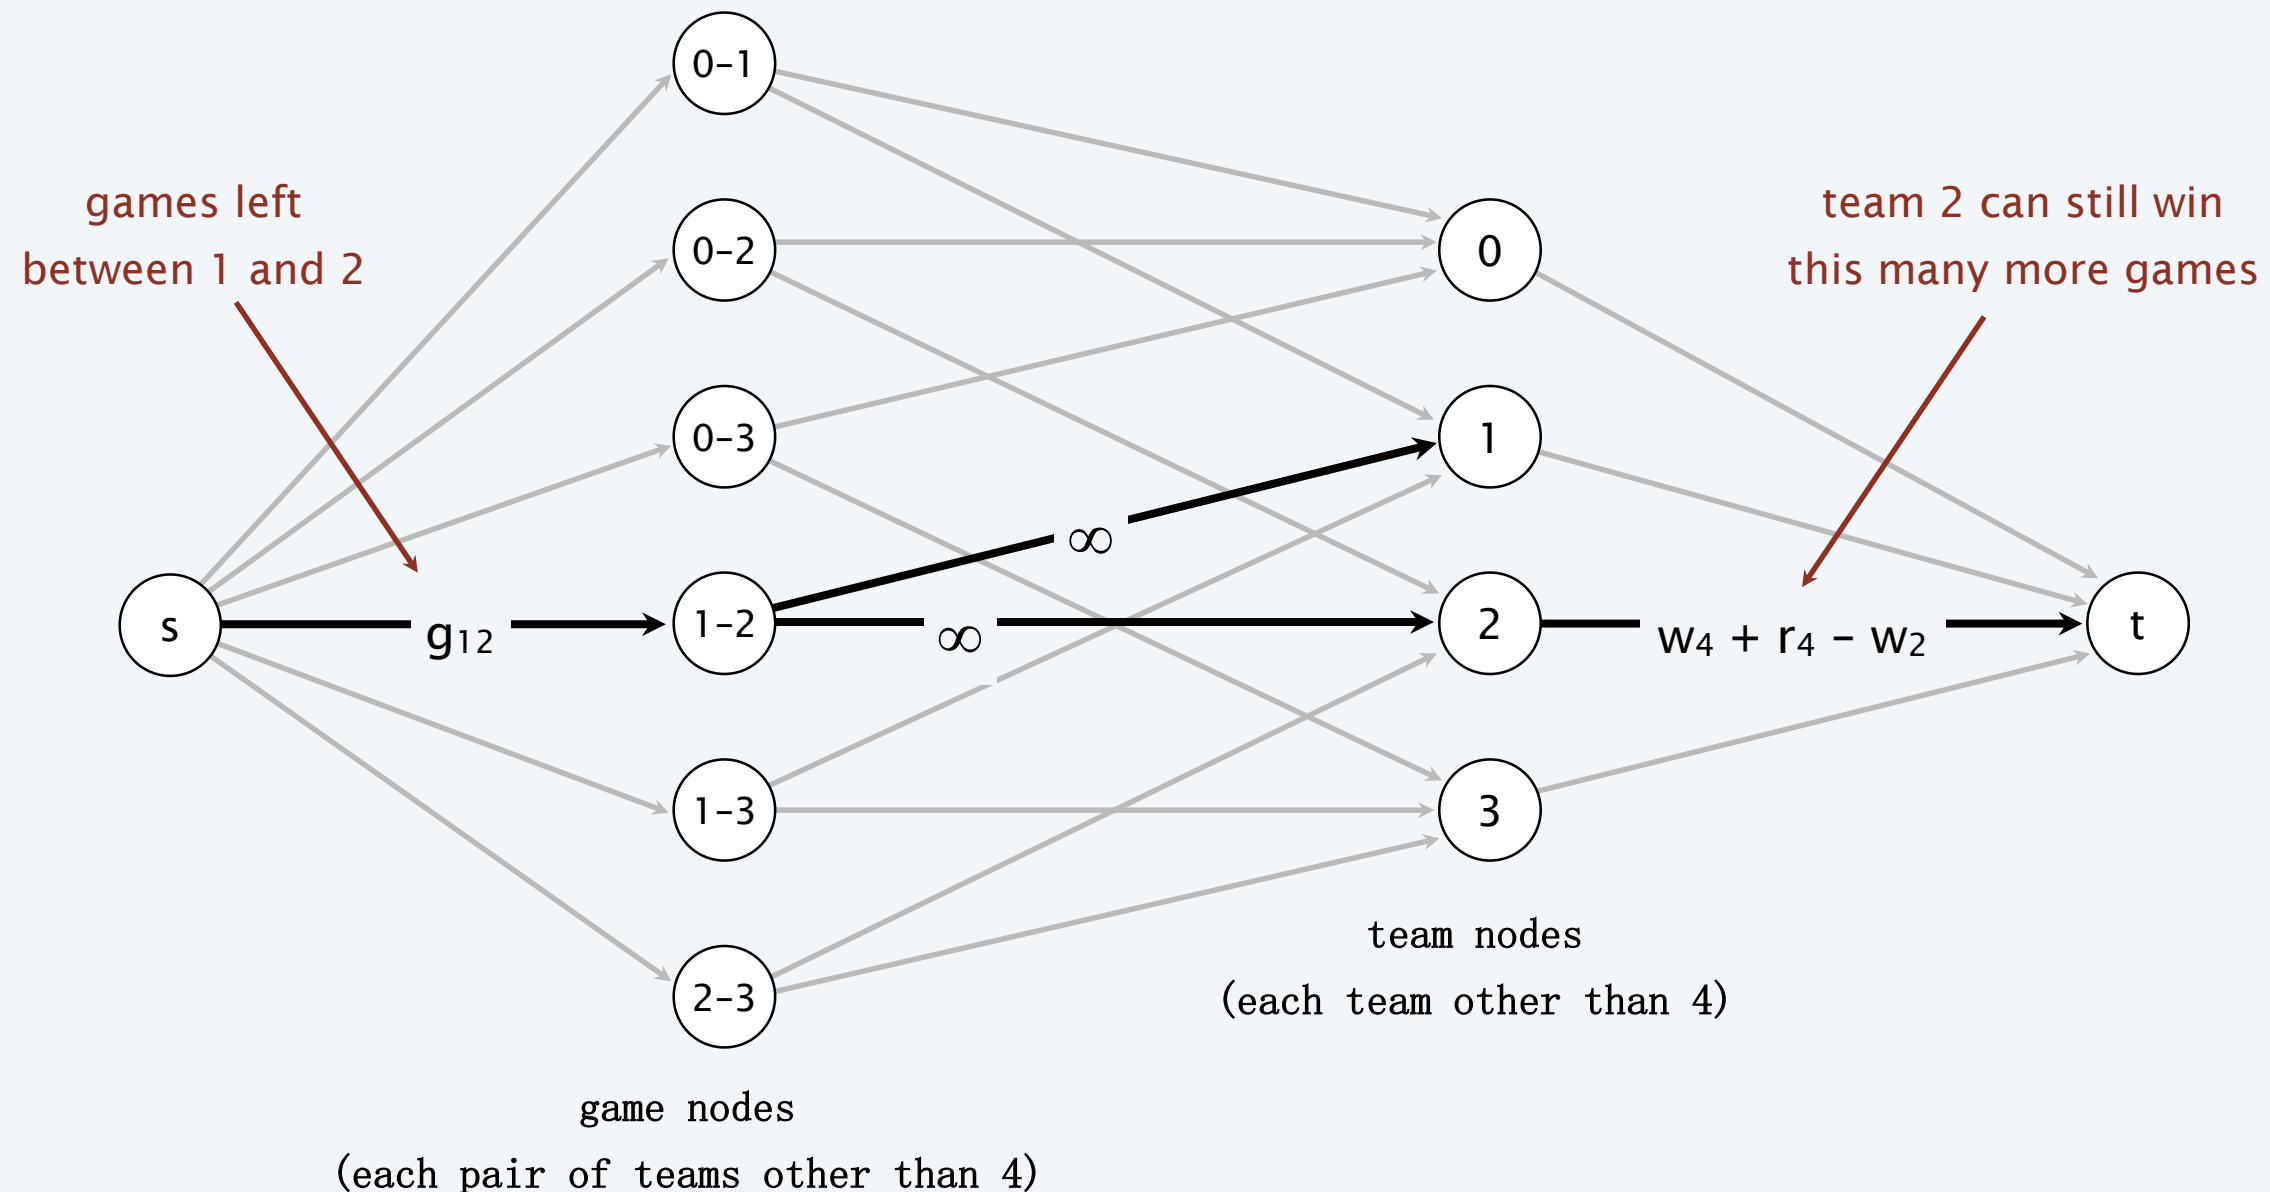 0–1
games left
between 1 and 2
team 2 can still win
this many more games
0–2
0
0–3
1
∞
s
g12
1–2
∞
2
w4 + r4 – w2
t
1–3
3
2–3
team nodes
(each team other than 4)
game nodes
(each pair of teams other than 4)